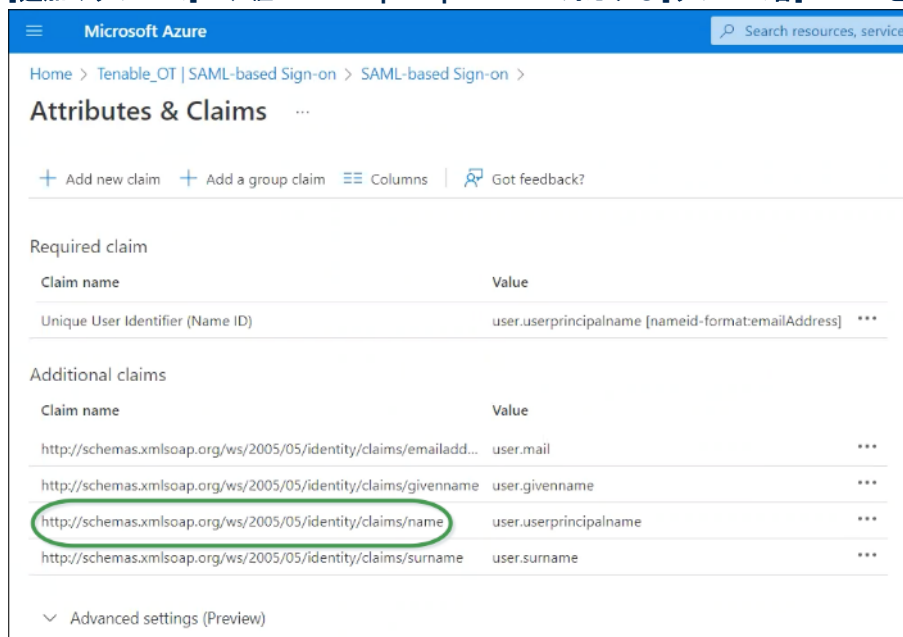 Microsoft Azure
Search resources, service
Home > Tenable_OT | SAML-based Sign-on > SAML-based Sign-on >
Attributes & Claims ...
+ Add new claim + Add a group claim Columns Got feedback?
Required claim
Claim name Value
Unique User Identifier (Name ID) user.userprincipalname [nameid-format:emailAddress] ...
Additional claims
Claim name Value
http://schemas.xmlsoap.org/ws/2005/05/identity/claims/emailadd... user.mail ...
http://schemas.xmlsoap.org/ws/2005/05/identity/claims/givenname user.givenname ...
http://schemas.xmlsoap.org/ws/2005/05/identity/claims/name user.userprincipalname ...
http://schemas.xmlsoap.org/ws/2005/05/identity/claims/surname user.surname ...
Advanced settings (Preview)